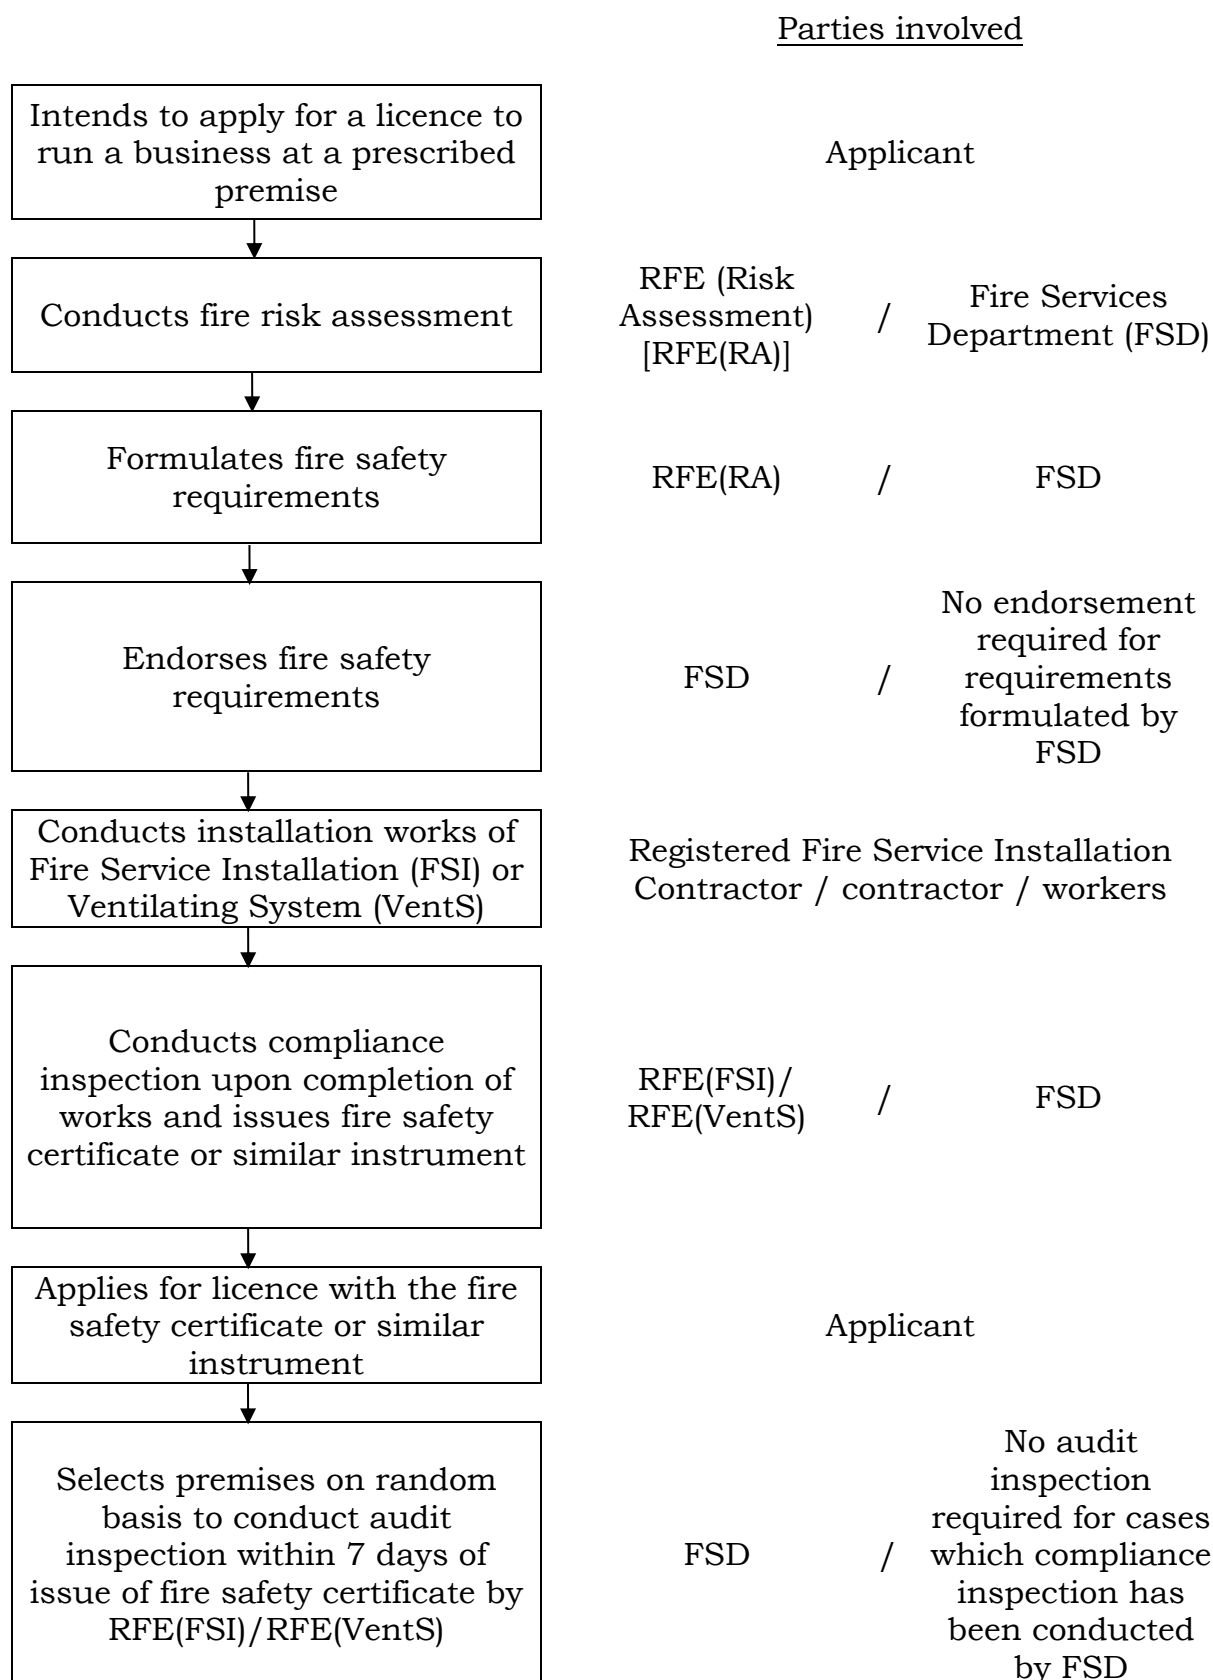 Parties involved
Intends to apply for a licence to
run a business at a prescribed
premise
Applicant
Conducts fire risk assessment
RFE (Risk
Assessment)
[RFE(RA)]
/
Fire Services
Department (FSD)
Formulates fire safety
requirements
RFE(RA)
/
FSD
Endorses fire safety
requirements
FSD
/
No endorsement
required for
requirements
formulated by
FSD
Conducts installation works of
Fire Service Installation (FSI) or
Ventilating System (VentS)
Registered Fire Service Installation
Contractor / contractor / workers
Conducts compliance
inspection upon completion of
works and issues fire safety
certificate or similar instrument
RFE(FSI)/
RFE(VentS)
/
FSD
Applies for licence with the fire
safety certificate or similar
instrument
Applicant
Selects premises on random
basis to conduct audit
inspection within 7 days of
issue of fire safety certificate by
RFE(FSI)/RFE(VentS)
FSD
/
No audit
inspection
required for cases
which compliance
inspection has
been conducted
by FSD